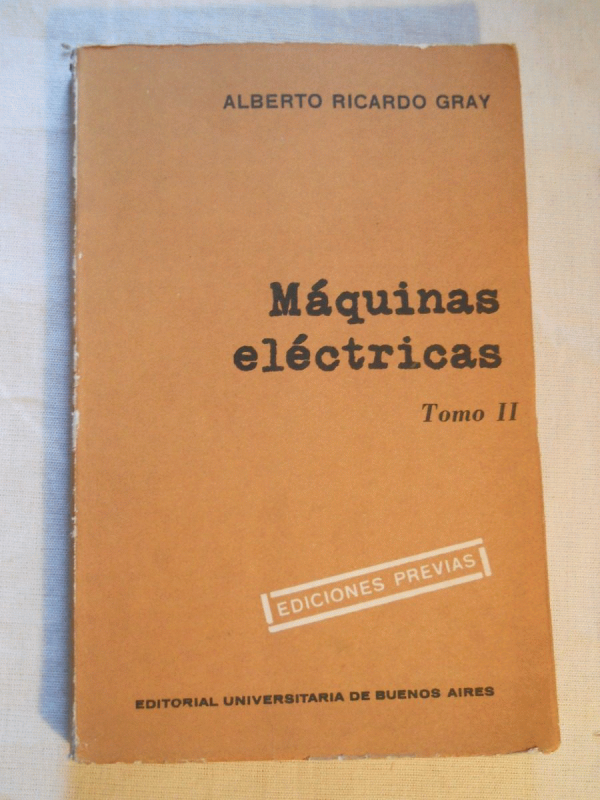 ALBERTO RICARDO GRAY
Máquinas
eléctricas
Tomo II
EDICIONES PREVIAS
EDITORIAL UNIVERSITARIA DE BUENOS AIRES